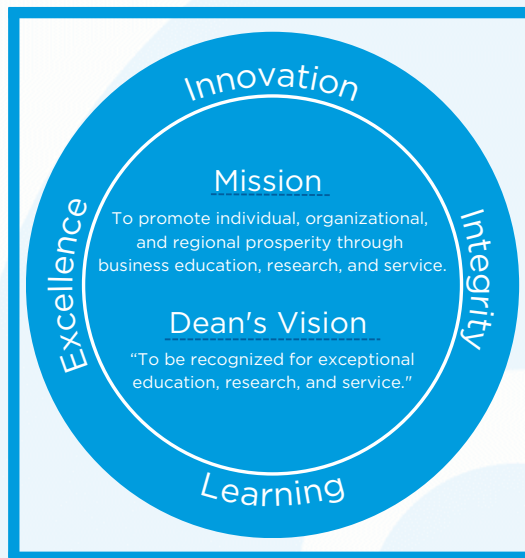 Innovation
Excellence
Integrity
Mission
To promote individual, organizational,
and regional prosperity through
business education, research, and service.
Dean's Vision
“To be recognized for exceptional
education, research, and service."
Learning